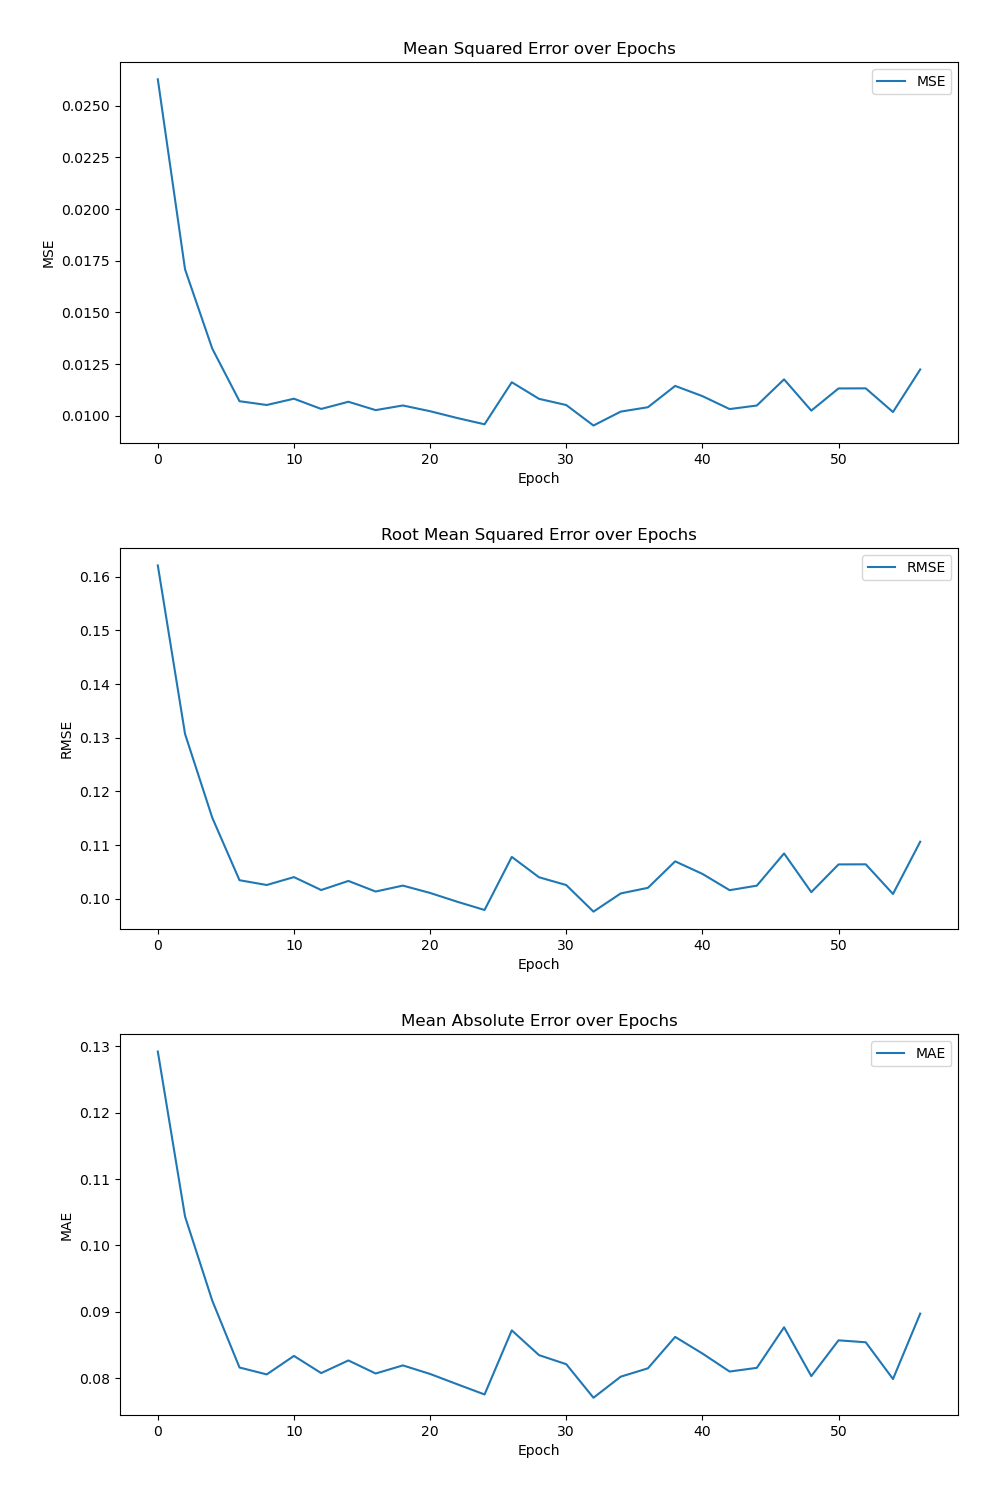 Mean Squared Error over Epochs
MSE
0.0250
0.0225
0.0200
0.0175
0.0150
0.0125
0.0100
MSE
0 10 20 30 40 50
Epoch
Root Mean Squared Error over Epochs
RMSE
0.16
0.15
0.14
0.13
0.12
0.11
0.10
RMSE
0 10 20 30 40 50
Epoch
Mean Absolute Error over Epochs
MAE
0.13
0.12
0.11
0.10
0.09
0.08
MAE
0 10 20 30 40 50
Epoch